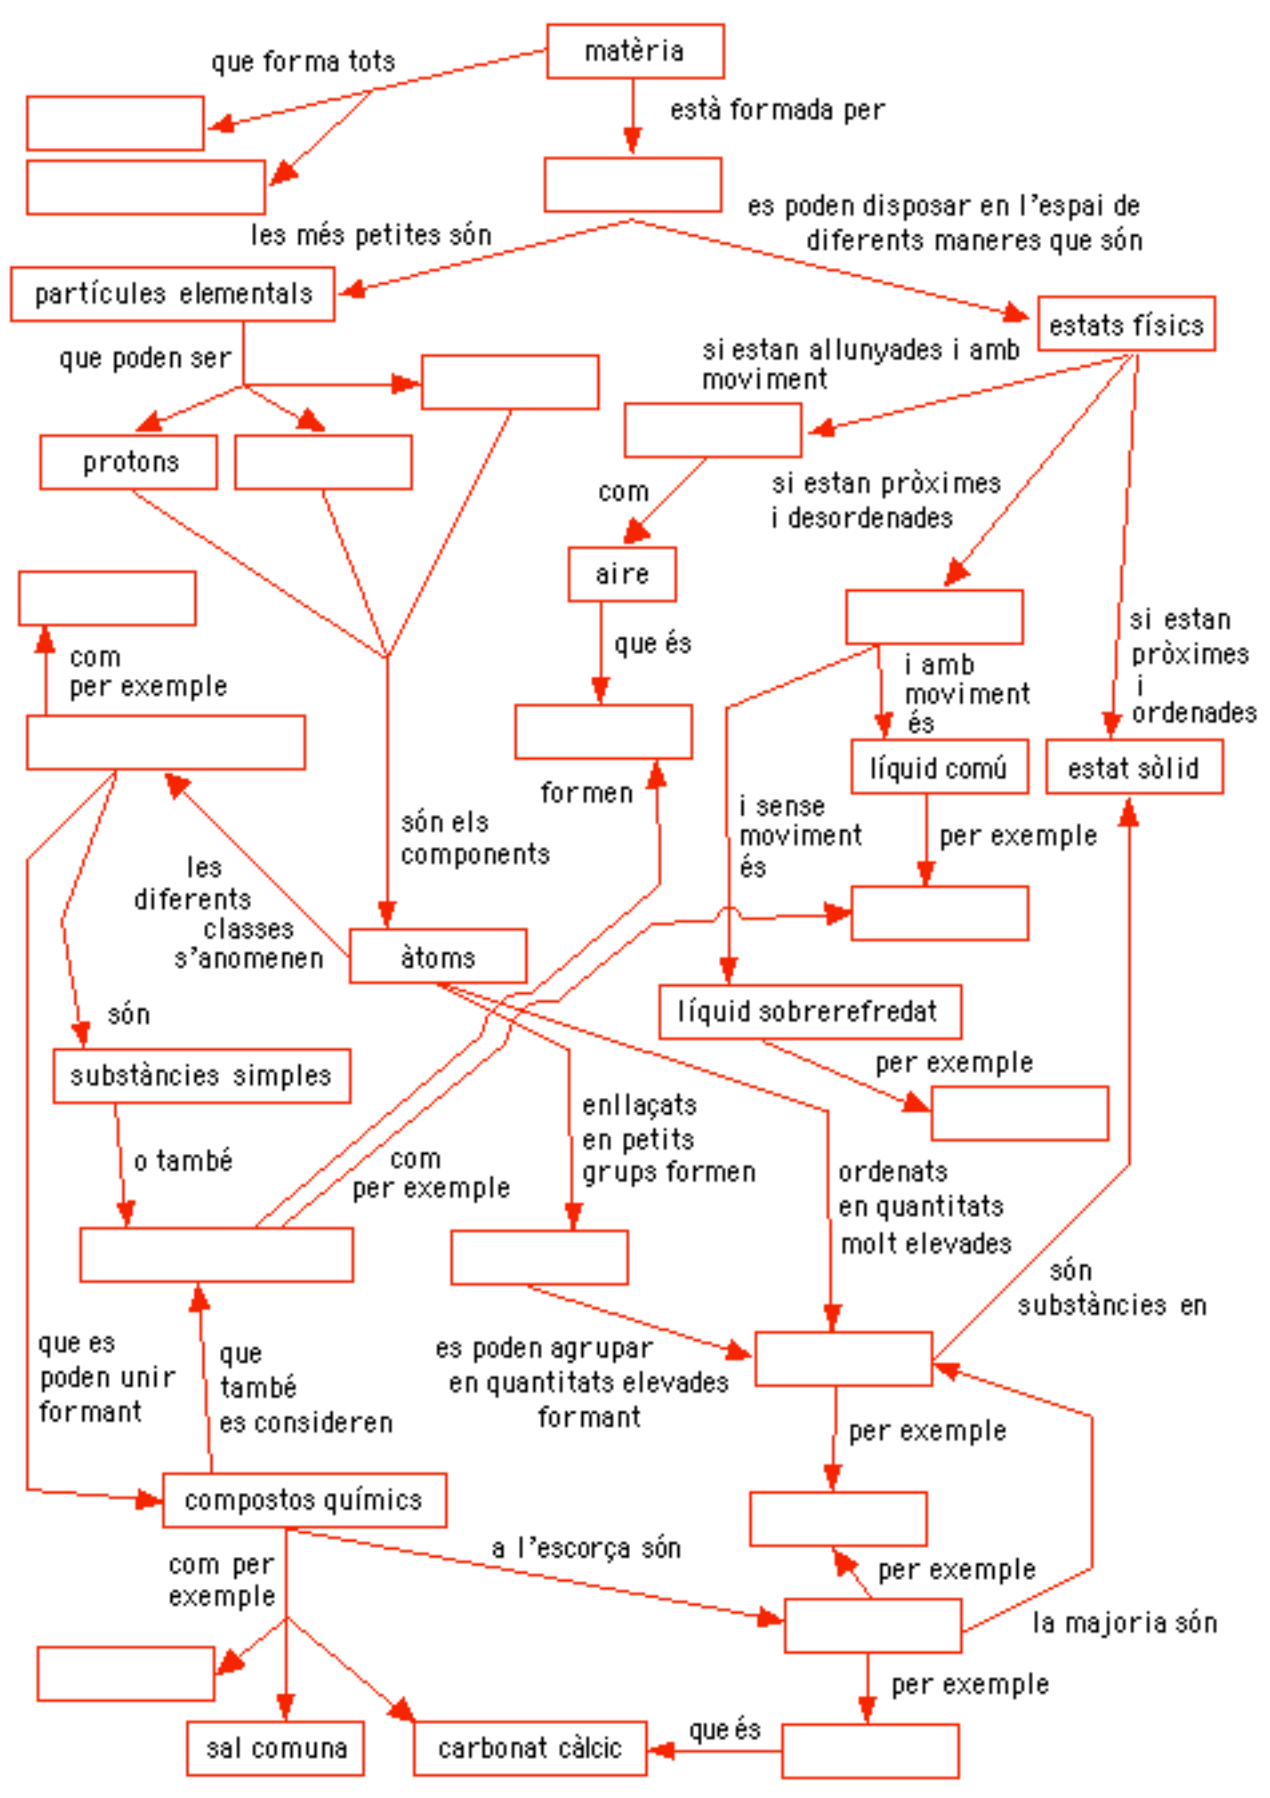 matèria
que forma tots
està formada per
es poden disposar en l'espai de
diferents maneres que són
les més petites són
partícules elementals
estats físics
que poden ser
si estan allunyades i amb
moviment
protons
com
si estan pròximes
i desordenades
aire
que és
si estan
pròximes
i
ordenades
com
per exemple
i amb
moviment
és
líquid comú
estat sòlid
formen
i sense
moviment
és
per exemple
són els
components
les
diferents
classes
s'anomenen
àtoms
són
líquid sobrerefredat
per exemple
substàncies simples
enllaçats
en petits
grups formen
o també
com
per exemple
ordenats
en quantitats
molt elevades
són
substàncies en
que es
poden unir
formant
que
també
es consideren
es poden agrupar
en quantitats elevades
formant
per exemple
compostos químics
a l'escorça són
com per
exemple
per exemple
la majoria són
per exemple
sal comuna
carbonat càlcic
que és